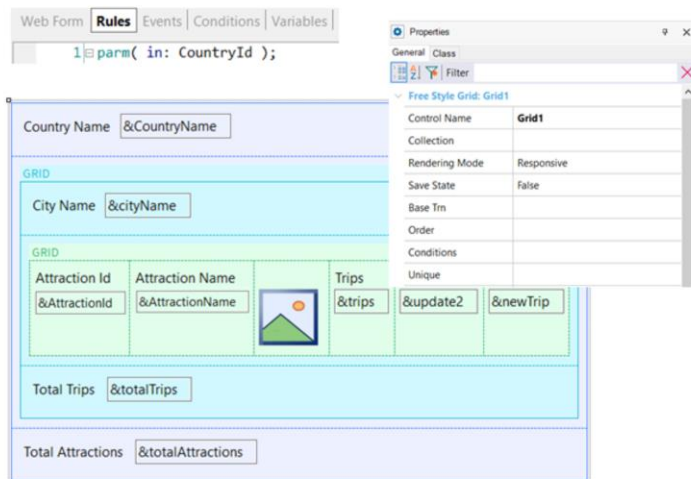 Web Form Rules Events Conditions Variables
1 parm( in: CountryId );
Properties
General Class
Filter
Free Style Grid: Grid1
Control Name Grid1
Collection
Rendering Mode Responsive
Save State False
Base Trn
Order
Conditions
Unique
Country Name &CountryName
GRID
City Name &cityName
GRID
Attraction Id Attraction Name Trips
&AttractionId &AttractionName &trips &update2 &newTrip
Total Trips &totalTrips
Total Attractions &totalAttractions